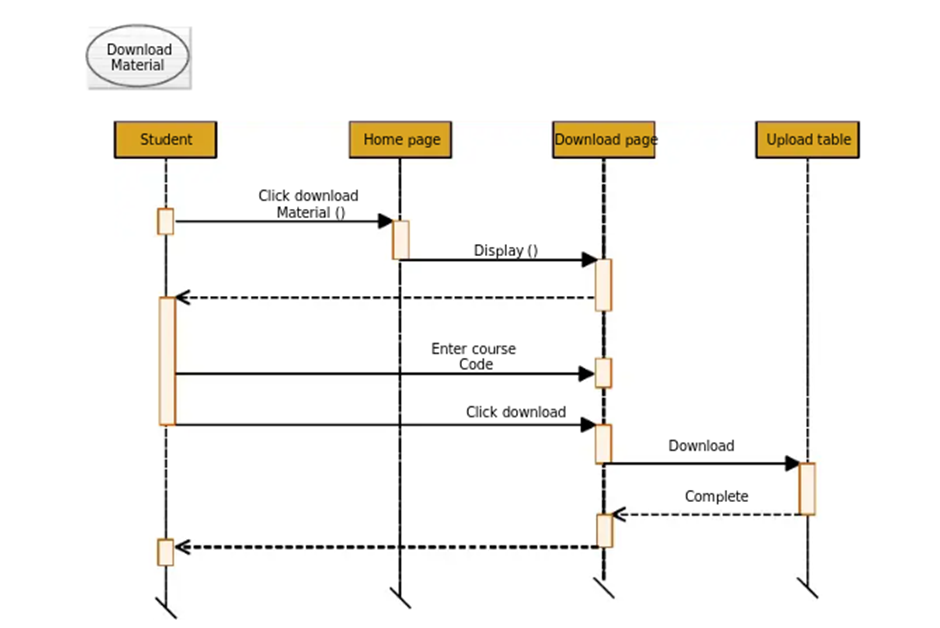 Download
Material
Student
Home page
Download page
Upload table
Click download
Material ()
Display ()
Enter course
Code
Click download
Download
Complete